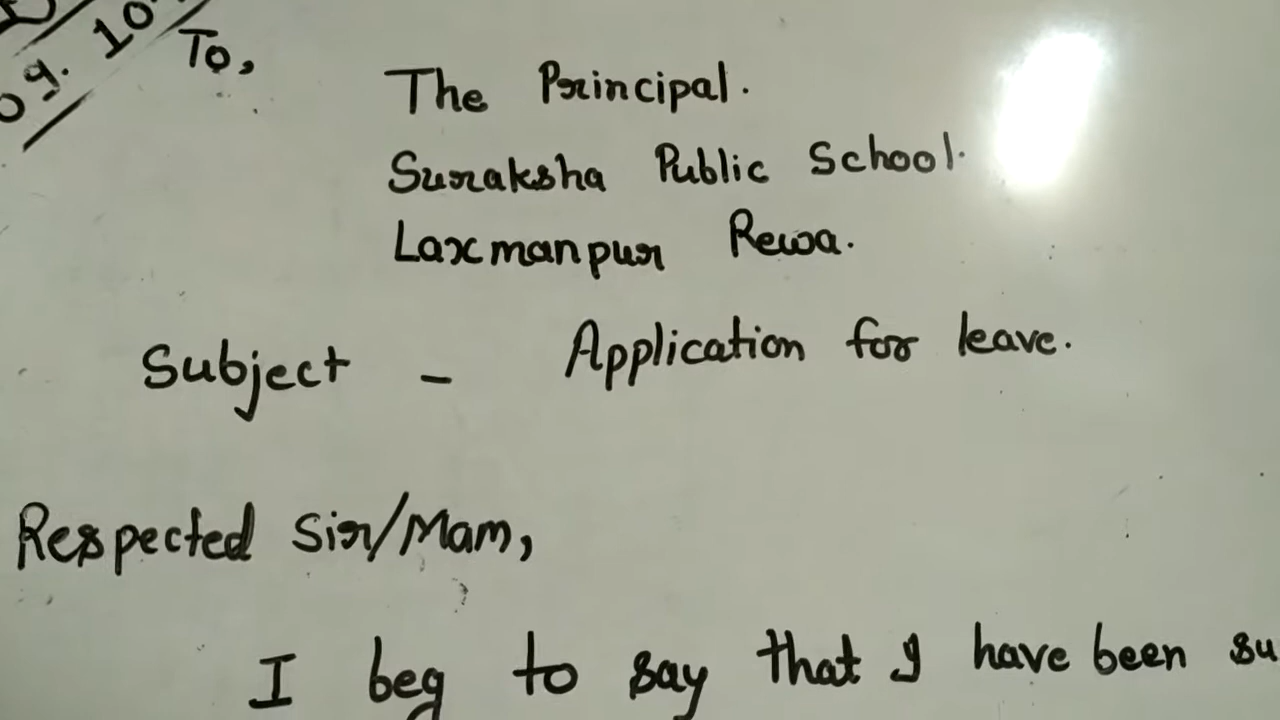 To,
The Principal.
Suraksha Public School.
Laxmanpur Rewa.
Subject - Application for leave.
Respected Sir/Mam,
I beg to say that I have been su